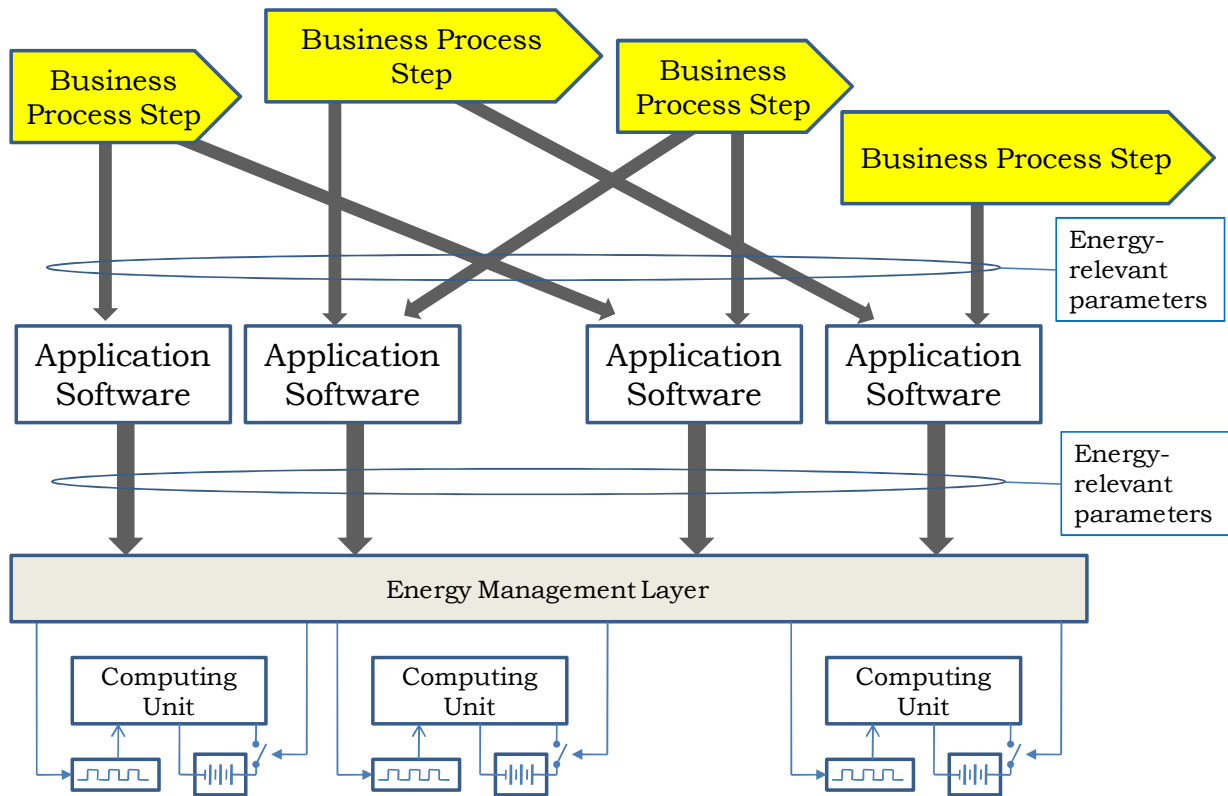 Business Process
Step
Business
Process Step
Business
Process Step
Business Process Step
Energy-
relevant
parameters
Application
Software
Application
Software
Application
Software
Application
Software
Energy-
relevant
parameters
Energy Management Layer
Computing
Unit
Computing
Unit
Computing
Unit